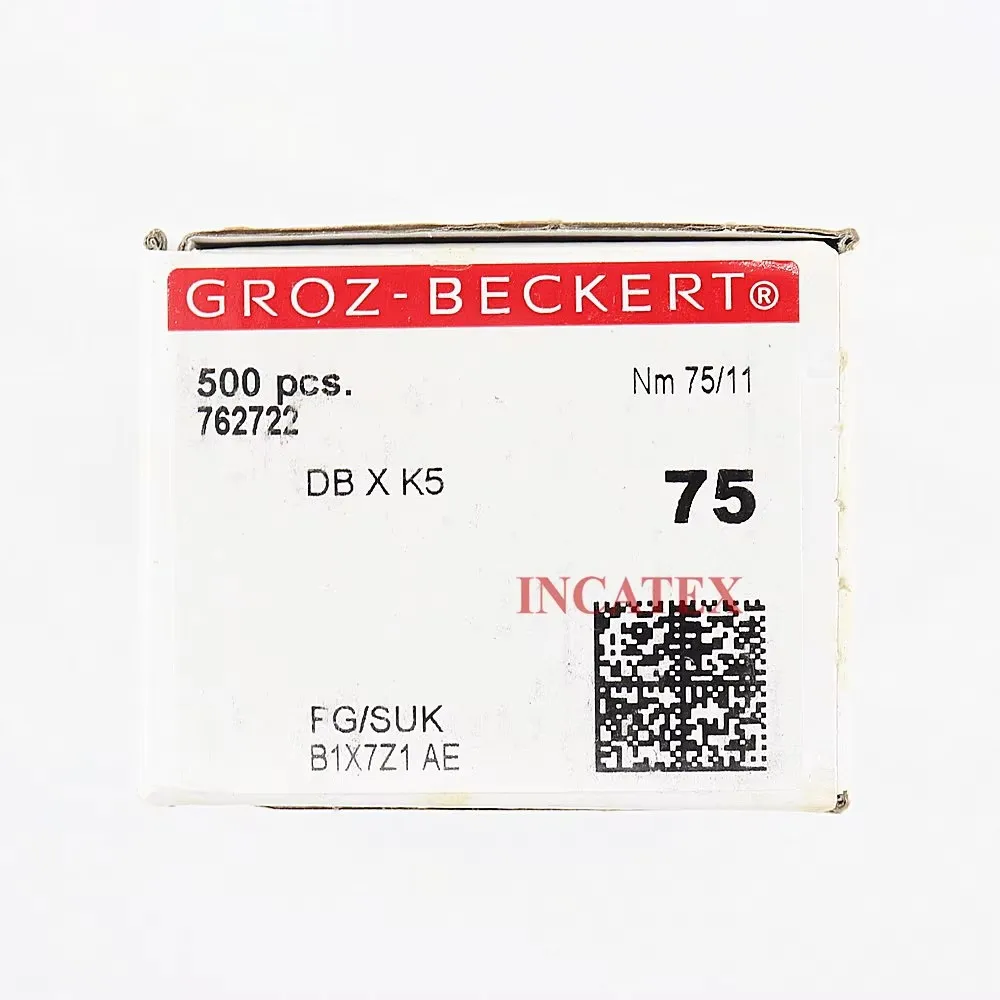 GROZ-BECKERT®
500 pcs.
Nm 75/11
762722
DB X K5
75
INCATEX
FG/SUK
B1X7Z1 AE